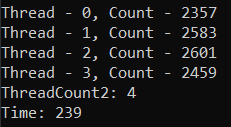 Thread - 0, Count - 2357
Thread - 1, Count - 2583
Thread - 2, Count - 2601
Thread - 3, Count - 2459
ThreadCount2: 4
Time: 239